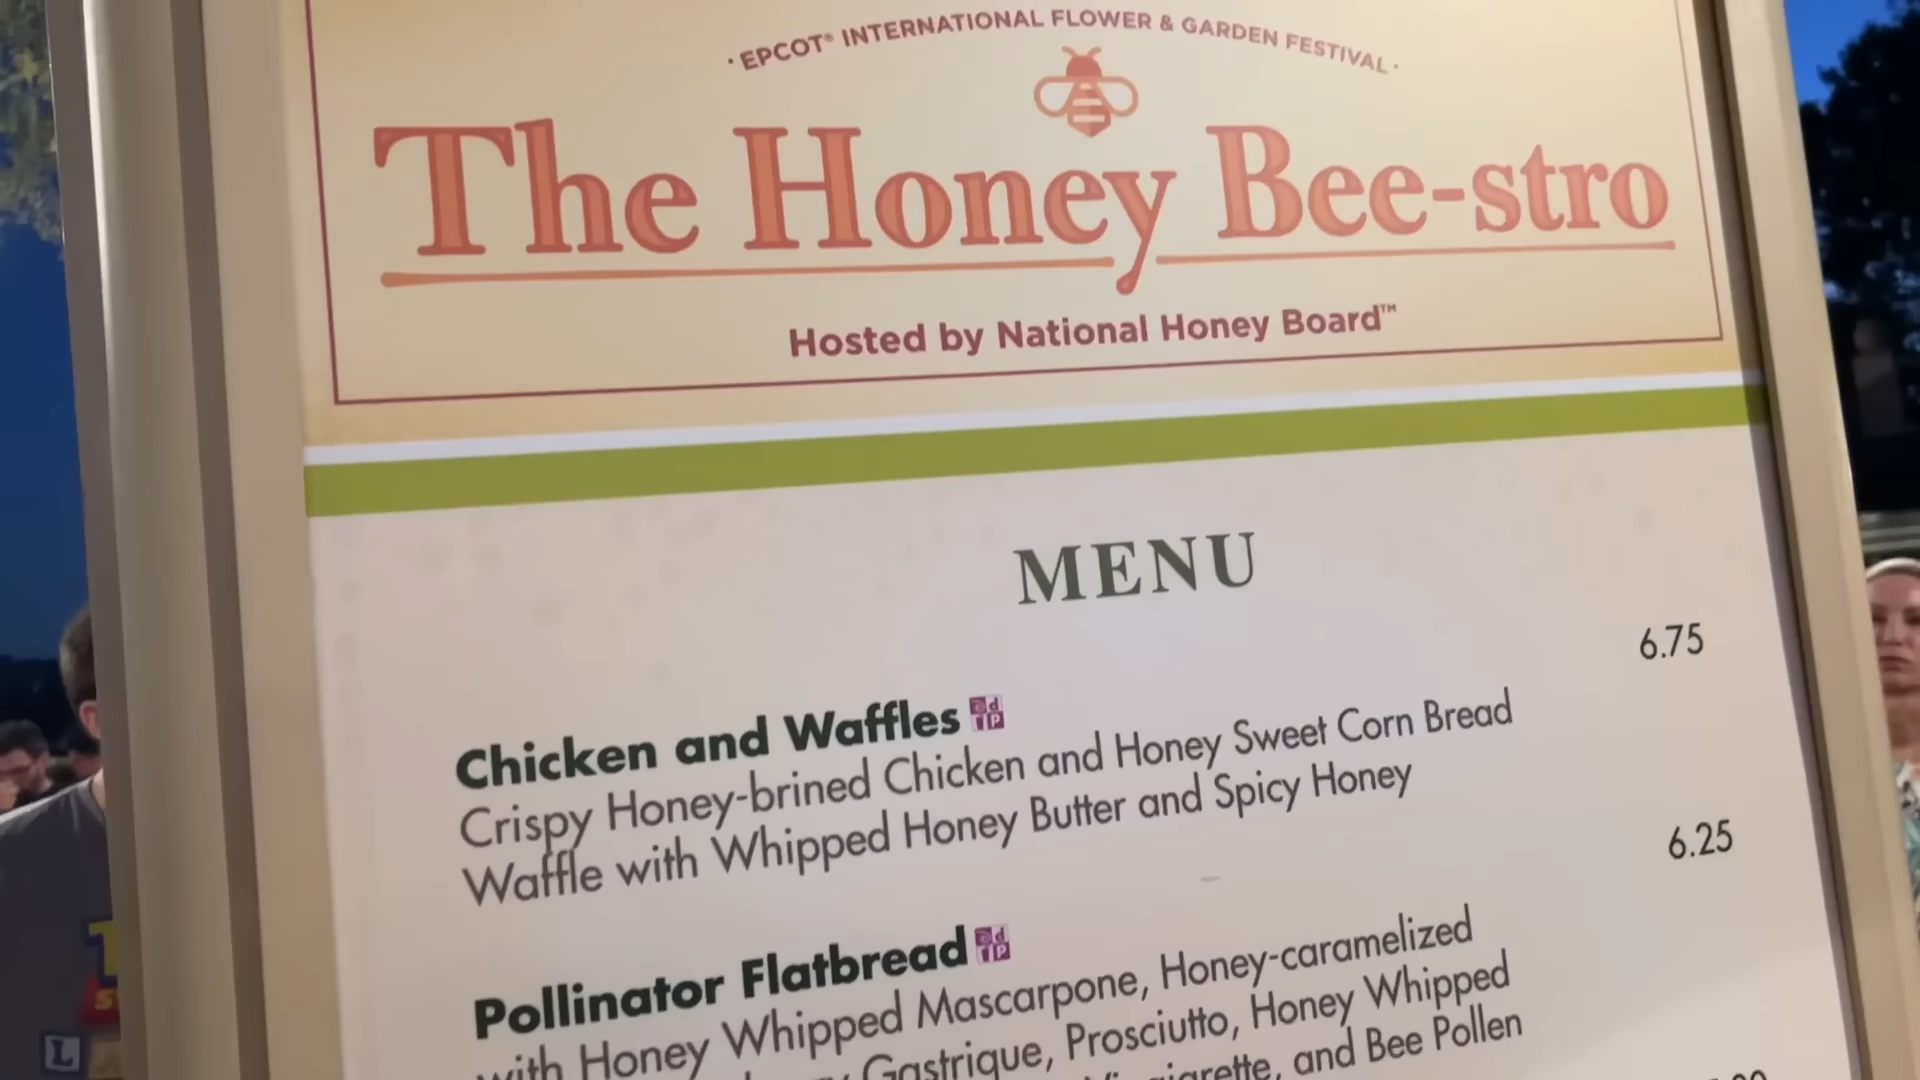 · EPCOT® INTERNATIONAL FLOWER & GARDEN FESTIVAL ·
The Honey Bee-stro
Hosted by National Honey Board™
MENU
6.75
Chicken and Waffles
Crispy Honey-brined Chicken and Honey Sweet Corn Bread
Waffle with Whipped Honey Butter and Spicy Honey
6.25
Pollinator Flatbread
with Honey Whipped Mascarpone, Honey-caramelized
Gastrique, Prosciutto, Honey Whipped
and Bee Pollen
L